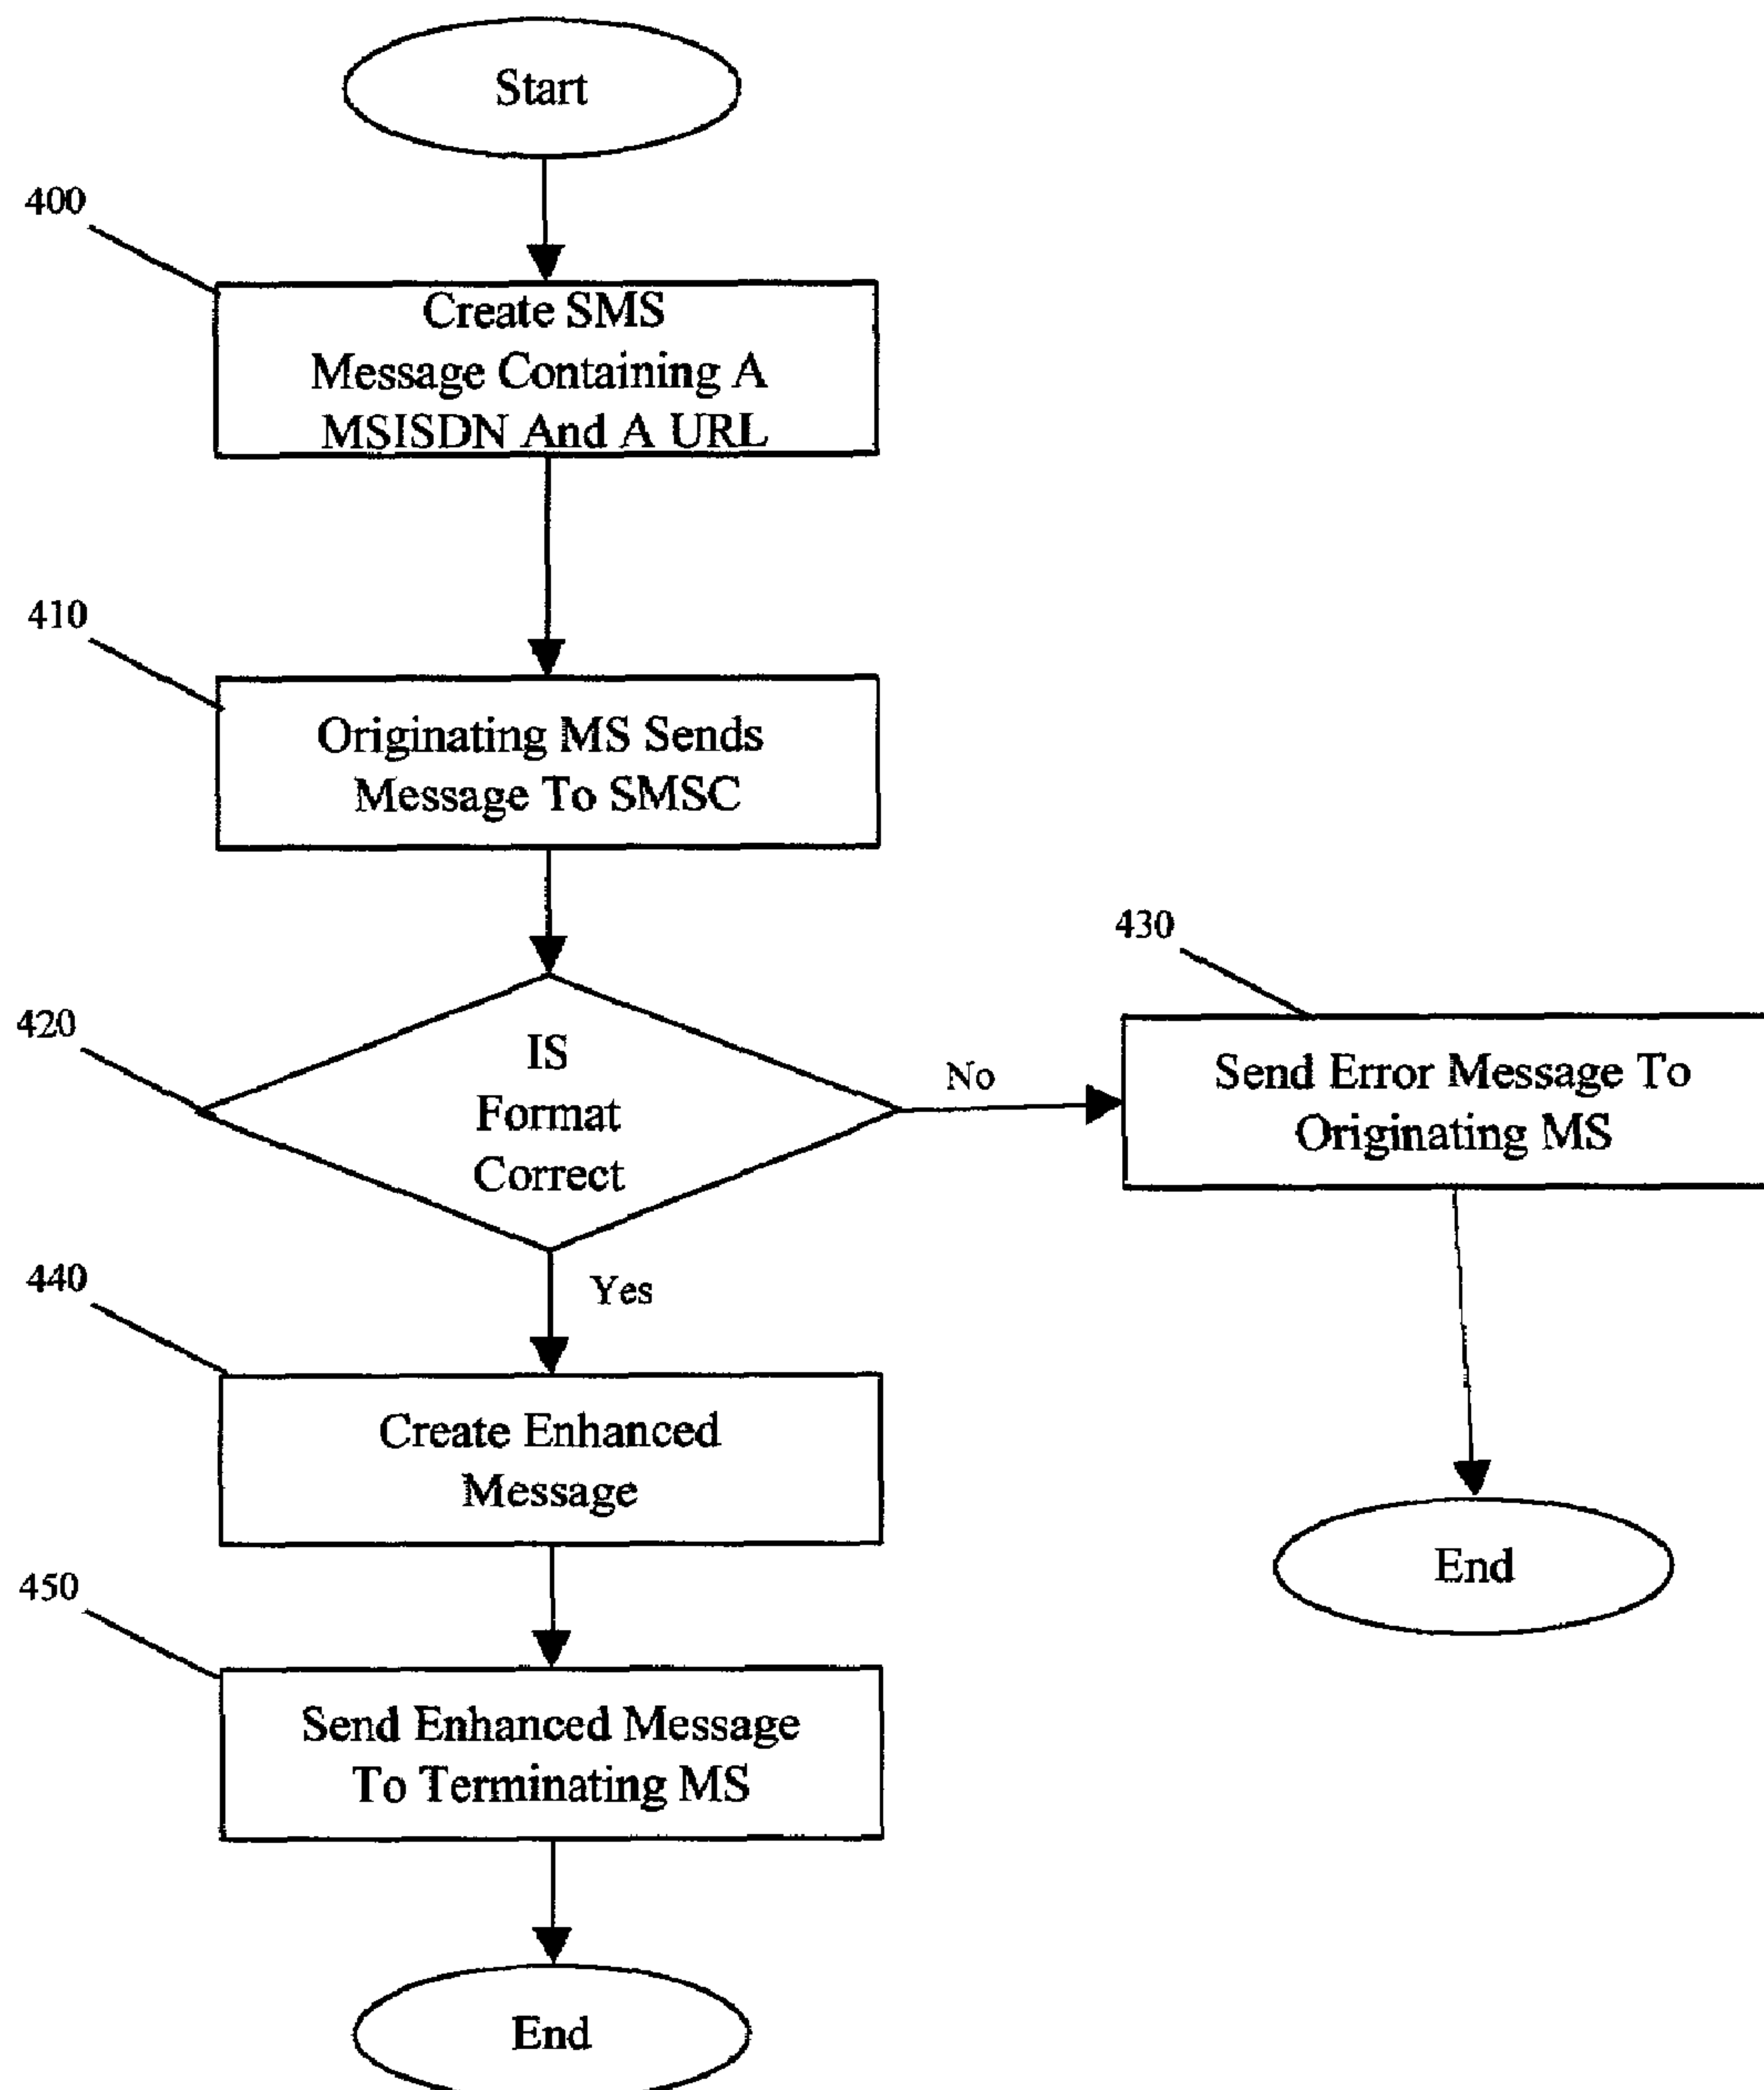 Start
400
Create SMS
Message Containing A
MSISDN And A URL
410
Originating MS Sends
Message To SMSC
420
IS
Format
Correct
No
430
Send Error Message To
Originating MS
End
Yes
440
Create Enhanced
Message
450
Send Enhanced Message
To Terminating MS
End